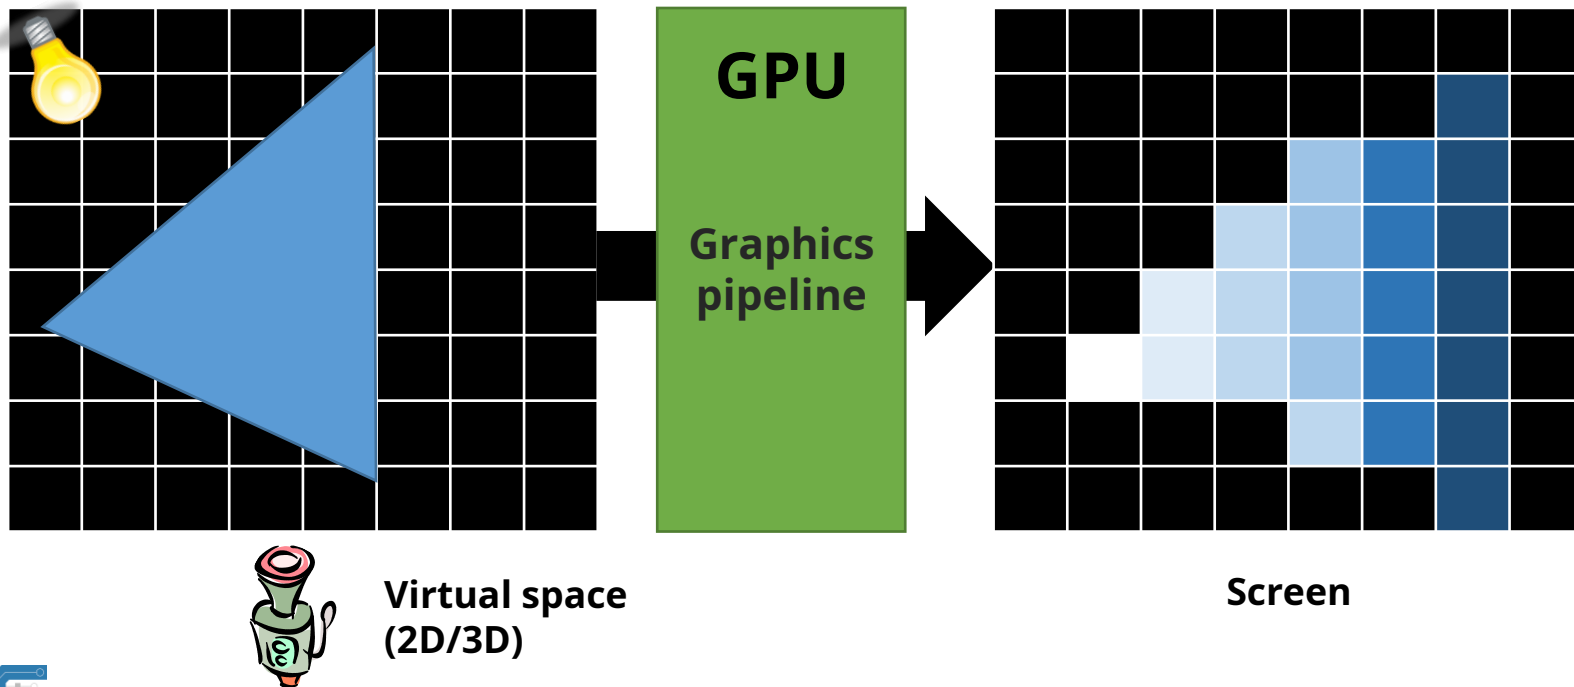 GPU
Graphics
pipeline
Virtual space
(2D/3D)
Screen